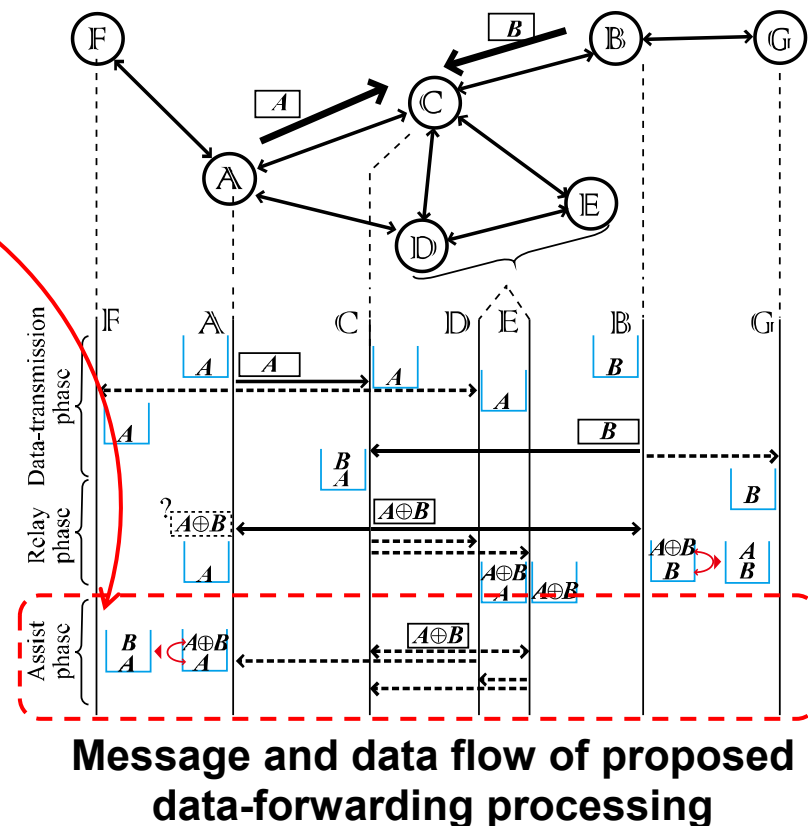 F
B
B
G
A
C
A
E
D
F
A
C
D
E
B
G
Data-transmission
phase
A
A
A
B
A
A
B
B
A
B
Relay
phase
?
A⊕B
A⊕B
A
A⊕B
A
A⊕B
A⊕B
B
A
B
Assist
phase
B
A
A⊕B
A
A⊕B
Message and data flow of proposed
data-forwarding processing